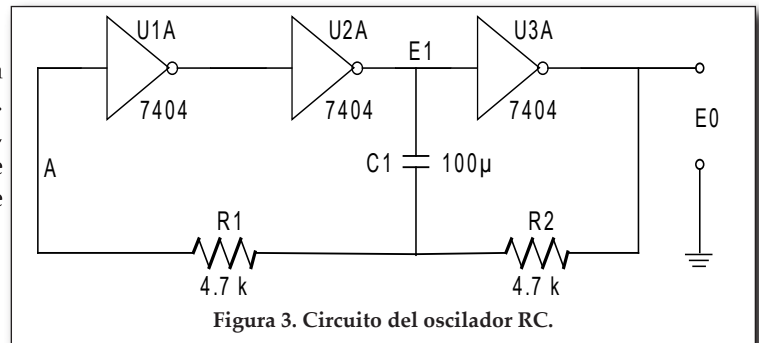 U1A U2A U3A
E1
7404 7404 7404
E0
C1 100µ
A
R1 R2
4.7 k 4.7 k
Figura 3. Circuito del oscilador RC.